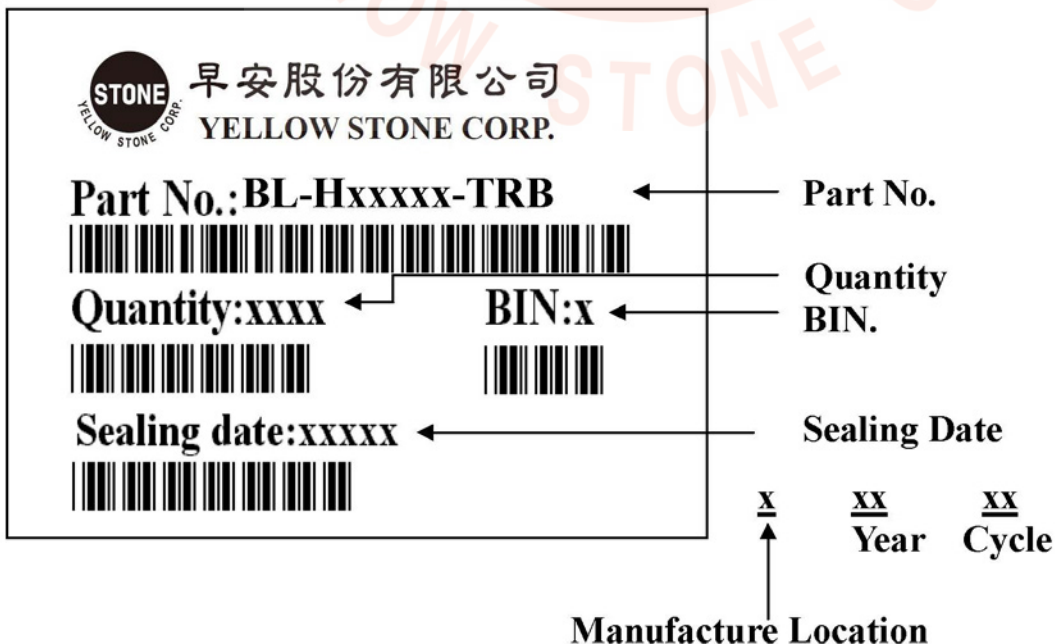 OW STONE
STONE
YELLOW STONE CORP.
早安股份有限公司
YELLOW STONE CORP.
Part No.:BL-Hxxxxx-TRB
Part No.
Quantity:xxxx
BIN:x
Quantity
BIN.
Sealing date:xxxxx
Sealing Date
x xx xx
Year Cycle
Manufacture Location